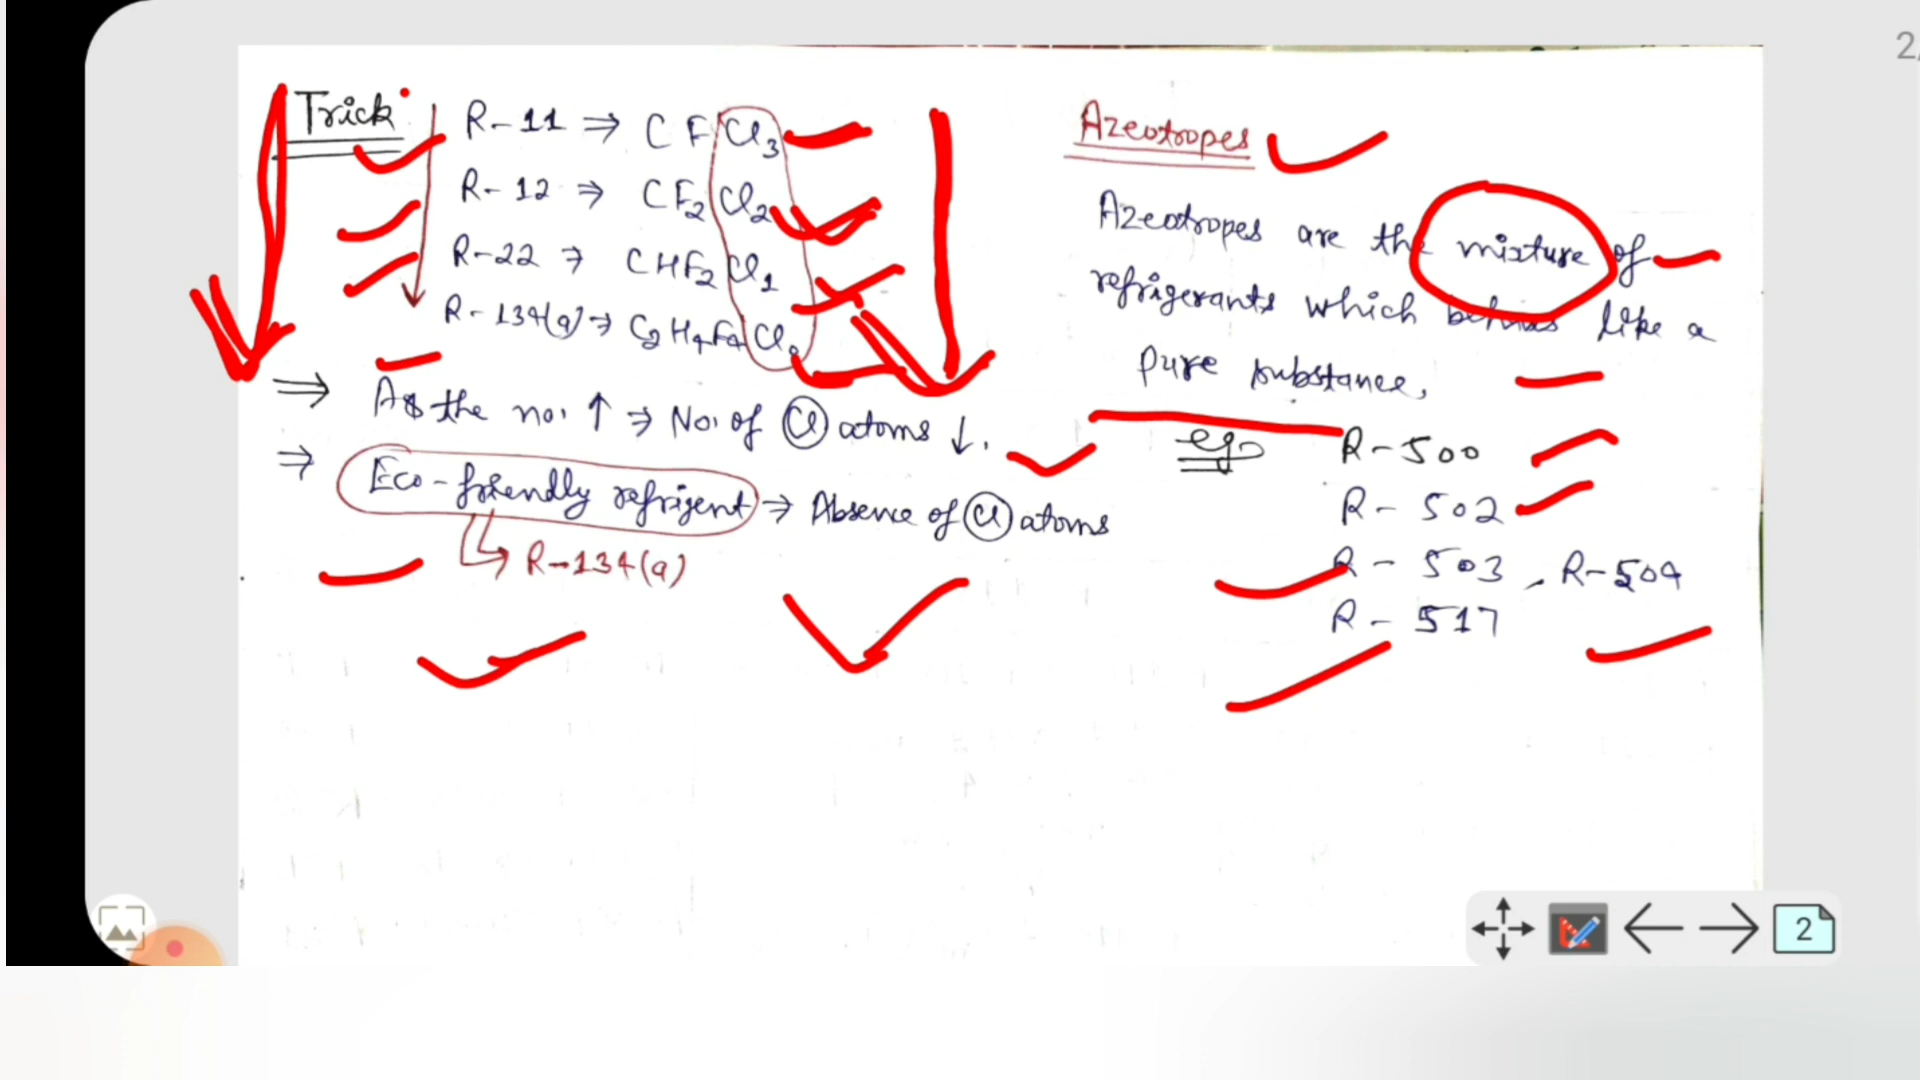 Trick
R-11 ⇒ CFCl3
R-12 ⇒ CF2Cl2
R-22 ⇒ CHF2Cl1
R-134(a) ⇒ C2H4F4Cl0
⇒ As the no. ↑ ⇒ No. of Cl atoms ↓.
⇒ Eco-friendly refrigent ⇒ Absence of Cl atoms
R-134(a)
Azeotropes
Azeotropes are the mixture of
refrigerants which like a
pure substance,
eg
R-500
R-502
R-503, R-504
R-517
2